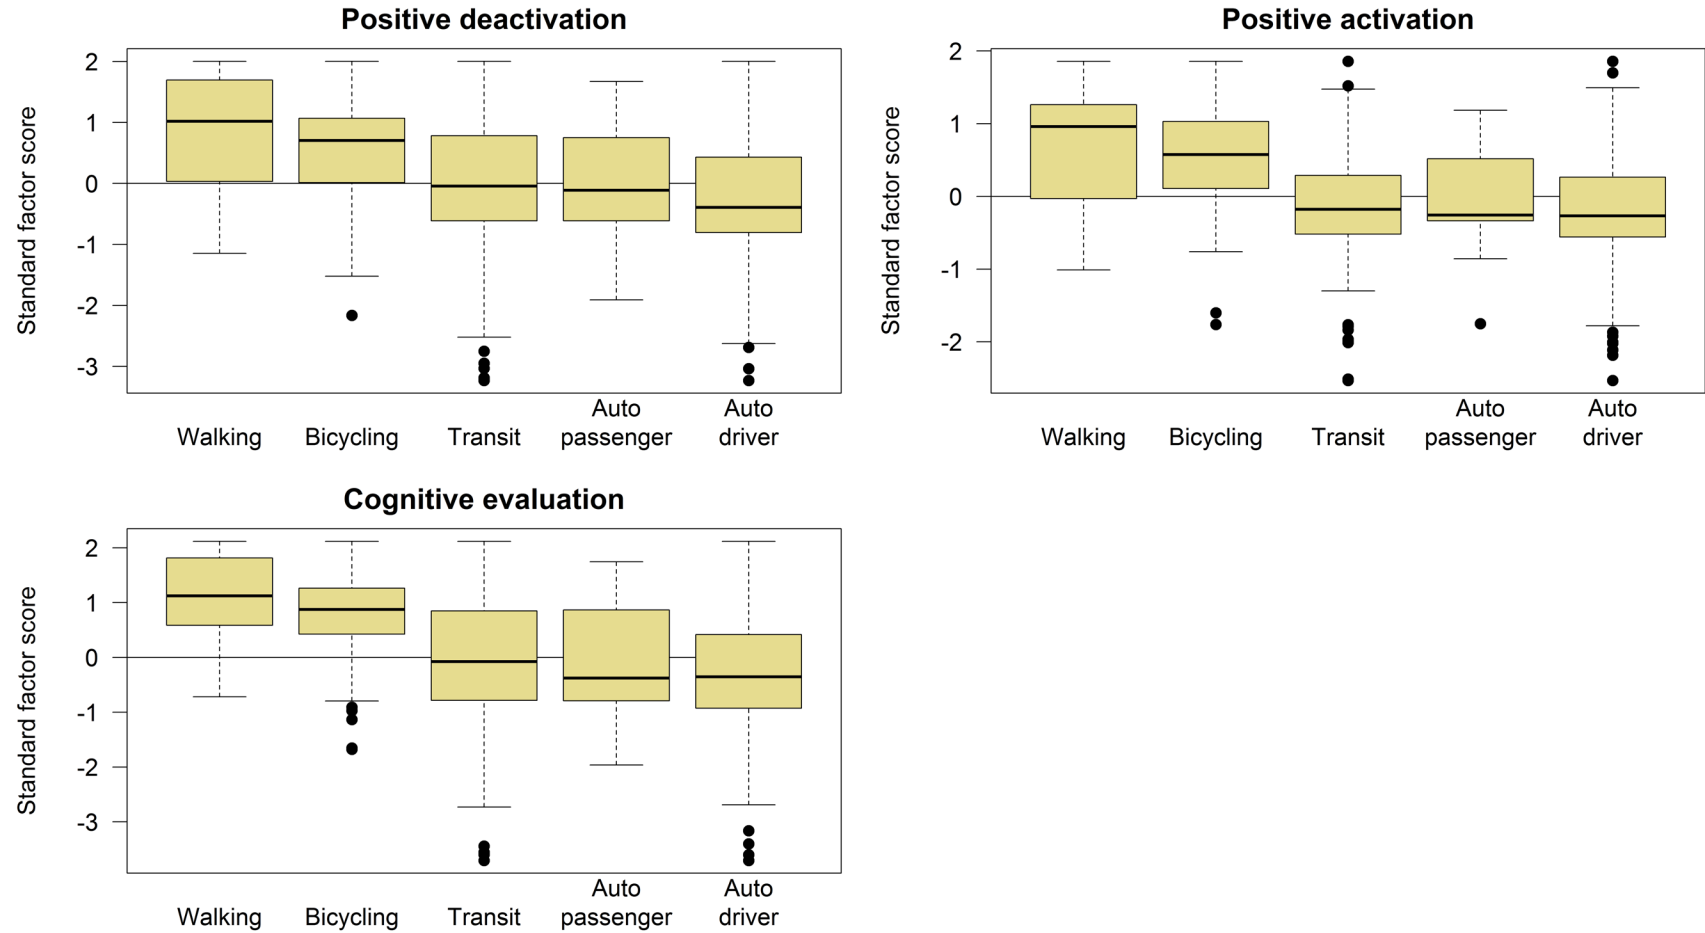 Positive deactivation
Standard factor score
2
1
0
-1
-2
-3
Walking Bicycling Transit Auto passenger Auto driver
Positive activation
Standard factor score
2
1
0
-1
-2
Walking Bicycling Transit Auto passenger Auto driver
Cognitive evaluation
Standard factor score
2
1
0
-1
-2
-3
Walking Bicycling Transit Auto passenger Auto driver